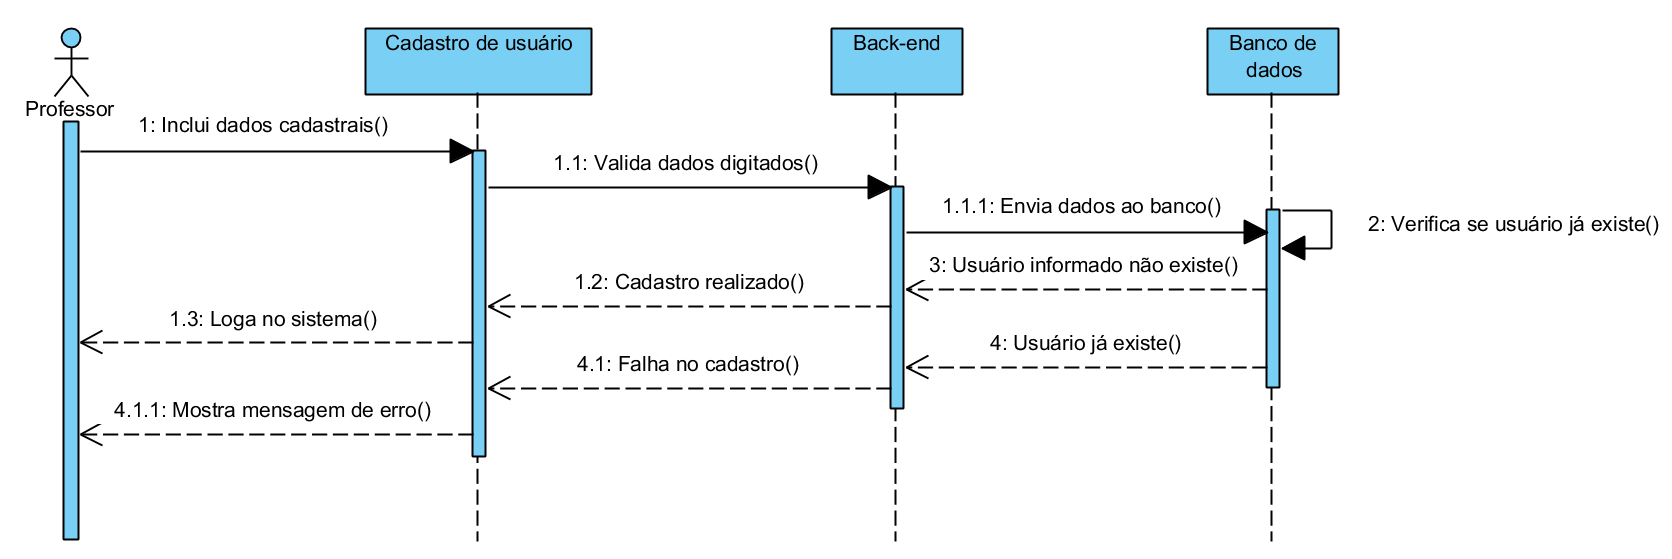 Professor
Cadastro de usuário
Back-end
Banco de
dados
1: Inclui dados cadastrais()
1.1: Valida dados digitados()
1.1.1: Envia dados ao banco()
2: Verifica se usuário já existe()
3: Usuário informado não existe()
1.2: Cadastro realizado()
1.3: Loga no sistema()
4: Usuário já existe()
4.1: Falha no cadastro()
4.1.1: Mostra mensagem de erro()